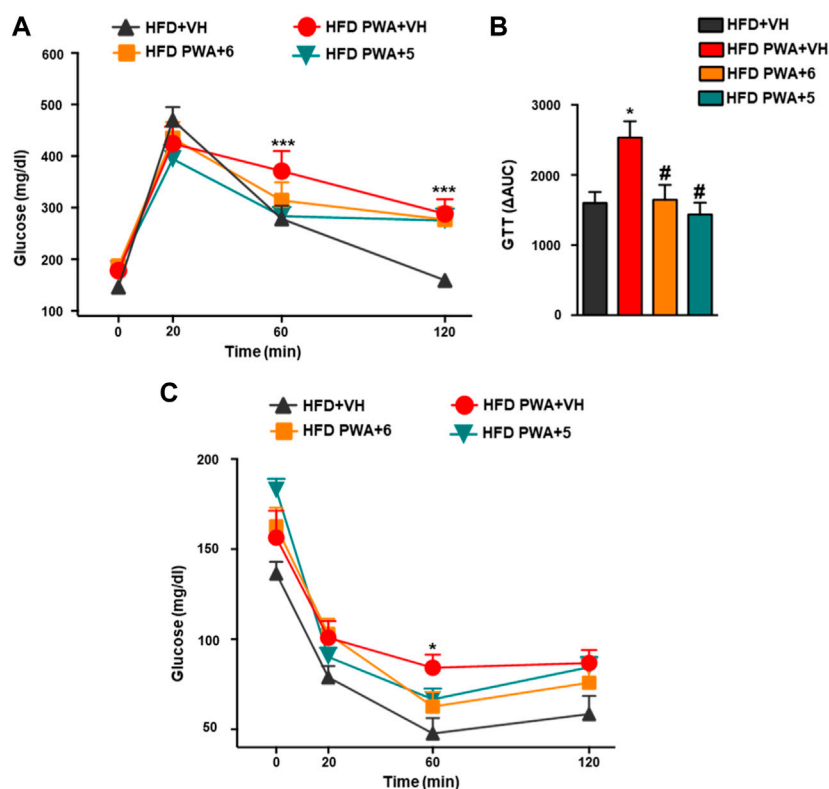 A
HFD+VH
HFD PWA+VH
HFD PWA+6
HFD PWA+5
Glucose (mg/dl)
600
500
400
300
200
100
***
***
0
20
60
120
Time (min)
B
HFD+VH
HFD PWA+VH
HFD PWA+6
HFD PWA+5
GTT (ΔAUC)
3000
2000
1000
0
*
#
#
C
HFD+VH
HFD PWA+VH
HFD PWA+6
HFD PWA+5
Glucose (mg/dl)
200
150
100
50
*
0
20
60
120
Time (min)